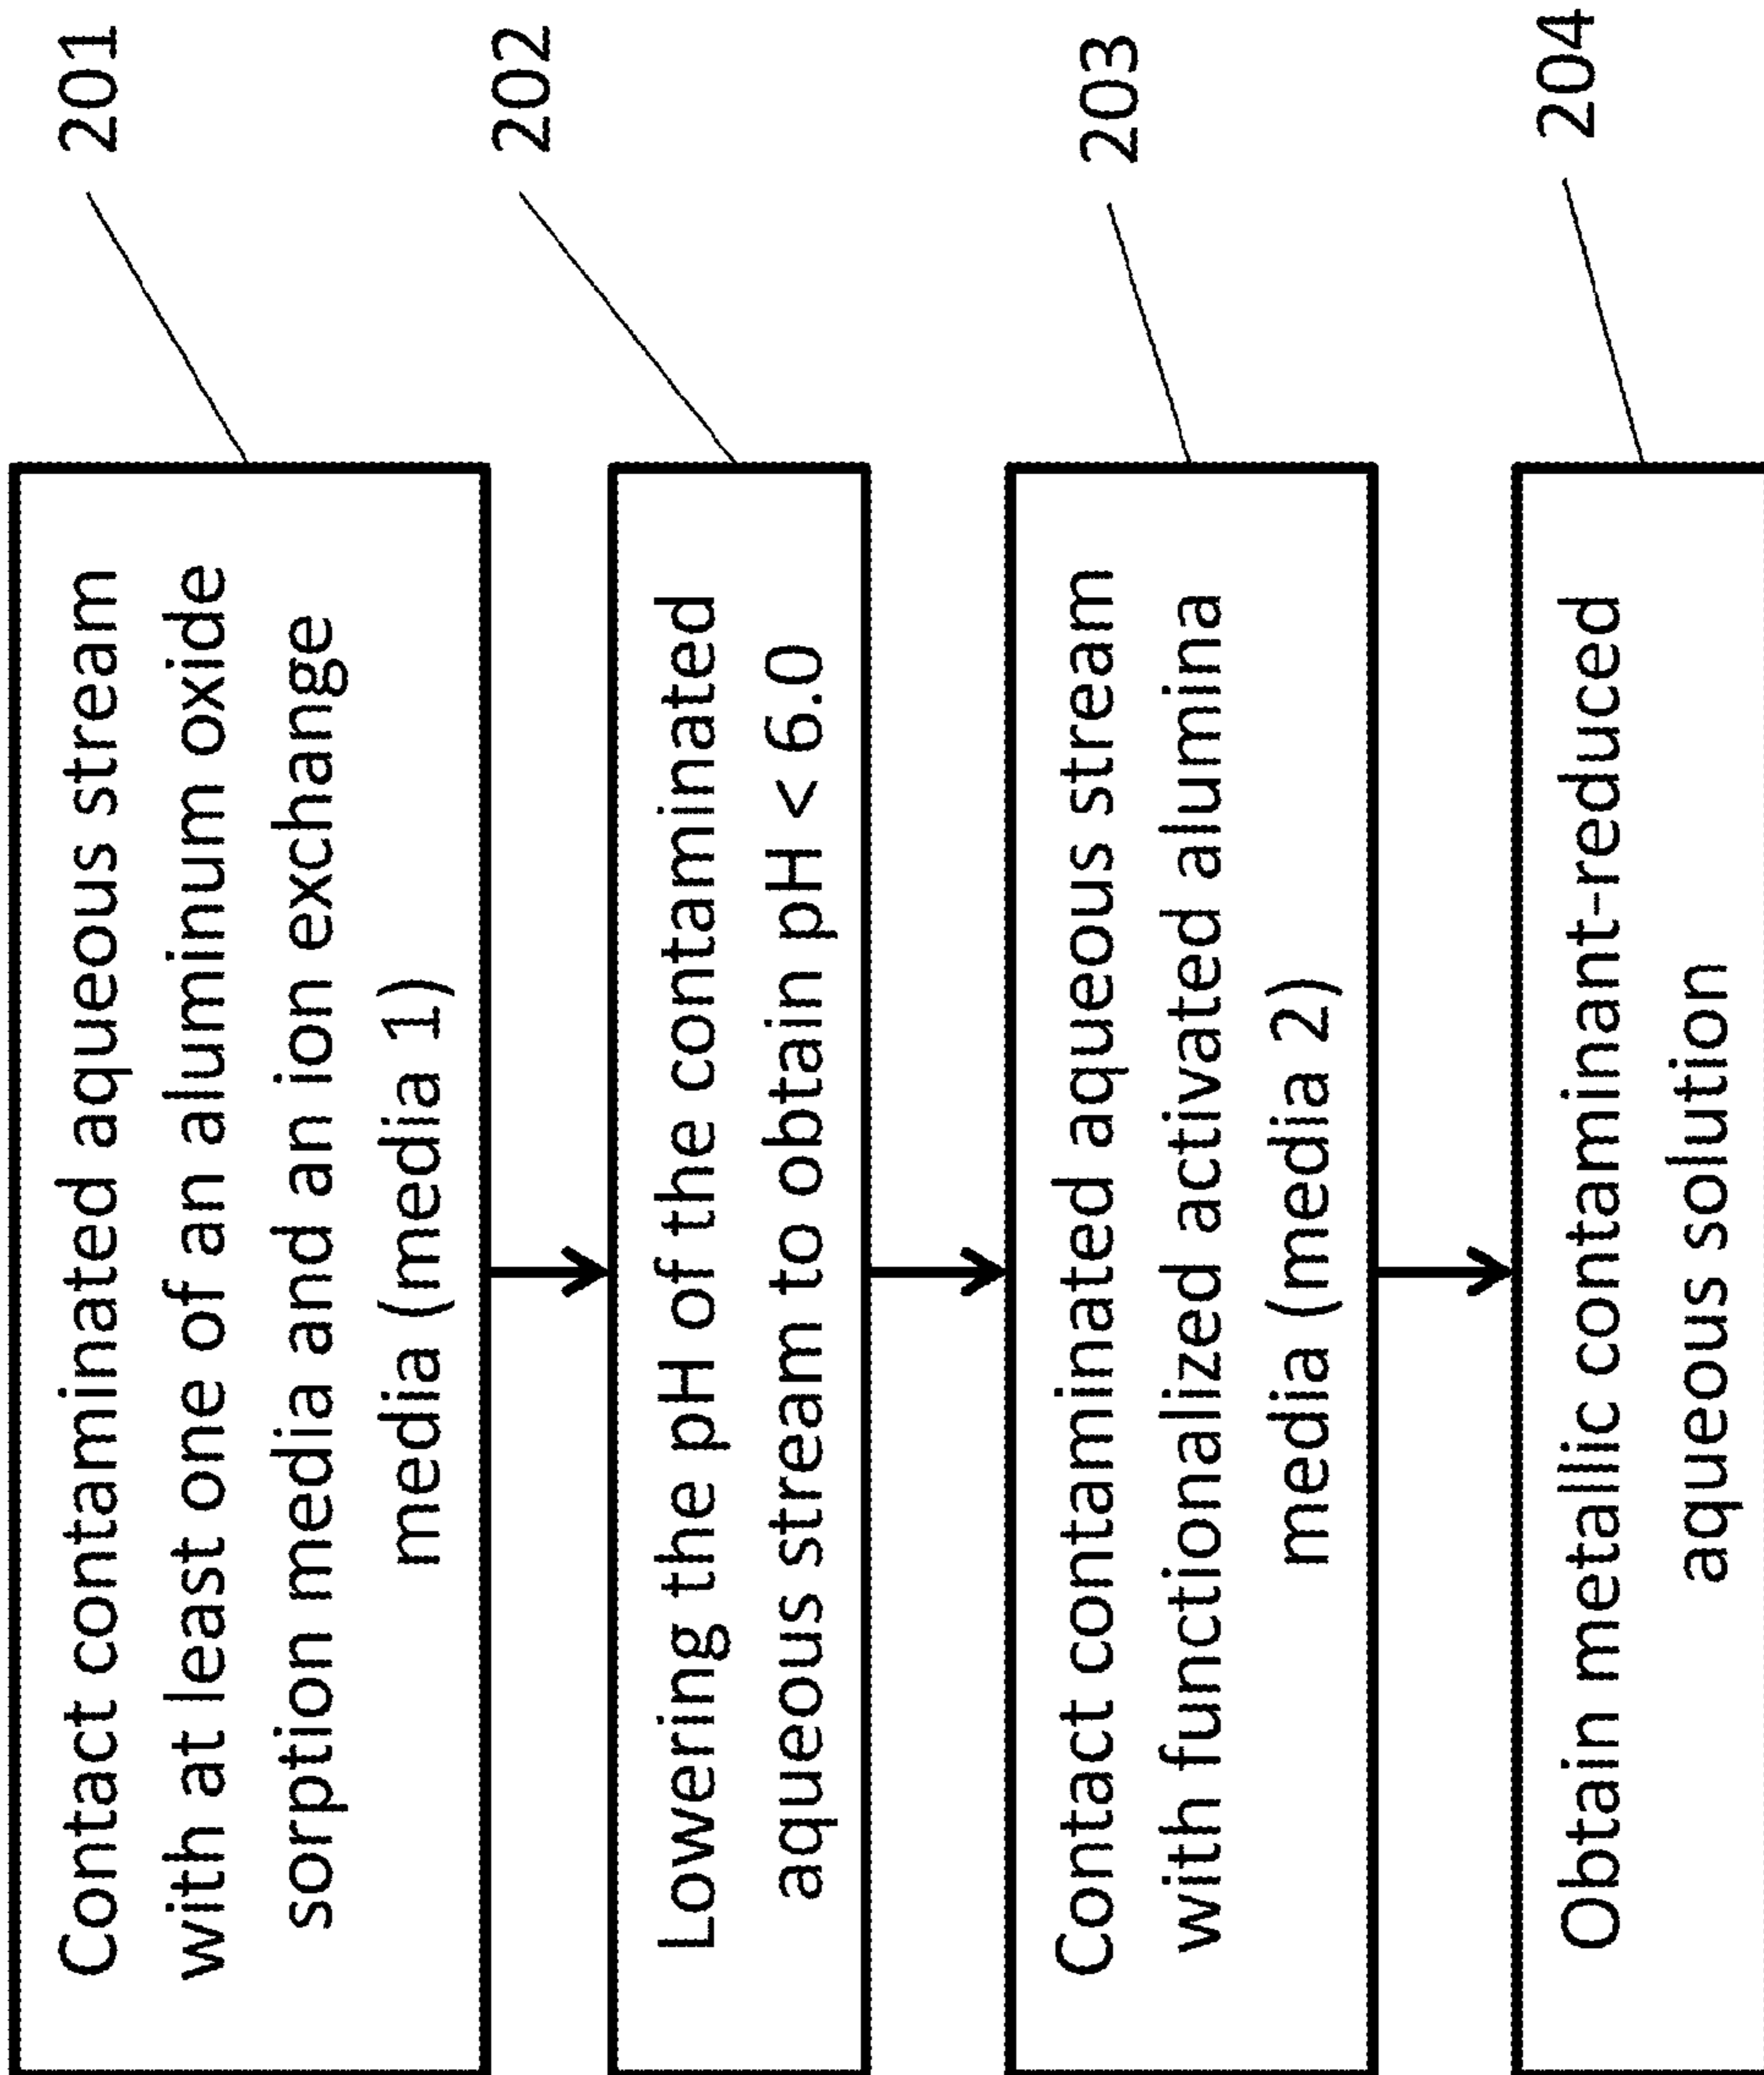 Contact contaminated aqueous stream
with at least one of an aluminum oxide
sorption media and an ion exchange
media (media 1)
201
Lowering the pH of the contaminated
aqueous stream to obtain pH < 6.0
202
Contact contaminated aqueous stream
with functionalized activated alumina
media (media 2)
203
Obtain metallic contaminant-reduced
aqueous solution
204